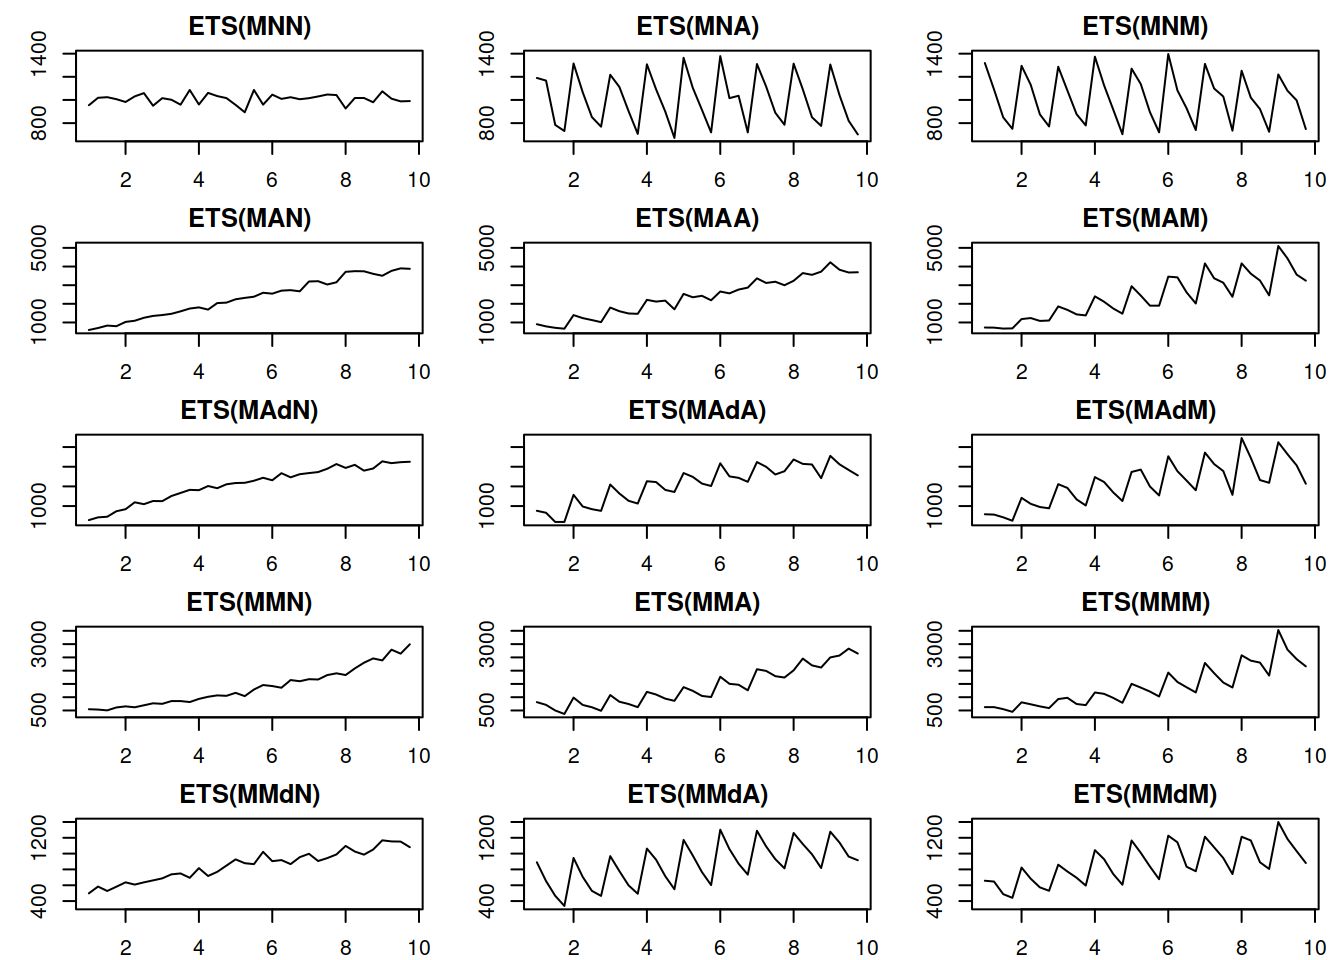 ETS(MNN) ETS(MNA) ETS(MNM)
1400 1400 1400
800 800 800
2 4 6 8 10 2 4 6 8 10 2 4 6 8 10
ETS(MAN) ETS(MAA) ETS(MAM)
5000 5000 5000
1000 1000 1000
2 4 6 8 10 2 4 6 8 10 2 4 6 8 10
ETS(MAdN) ETS(MAdA) ETS(MAdM)
1000 1000 1000
2 4 6 8 10 2 4 6 8 10 2 4 6 8 10
ETS(MMN) ETS(MMA) ETS(MMM)
3000 3000 3000
500 500 500
2 4 6 8 10 2 4 6 8 10 2 4 6 8 10
ETS(MMdN) ETS(MMdA) ETS(MMdM)
1200 1200 1200
400 400 400
2 4 6 8 10 2 4 6 8 10 2 4 6 8 10